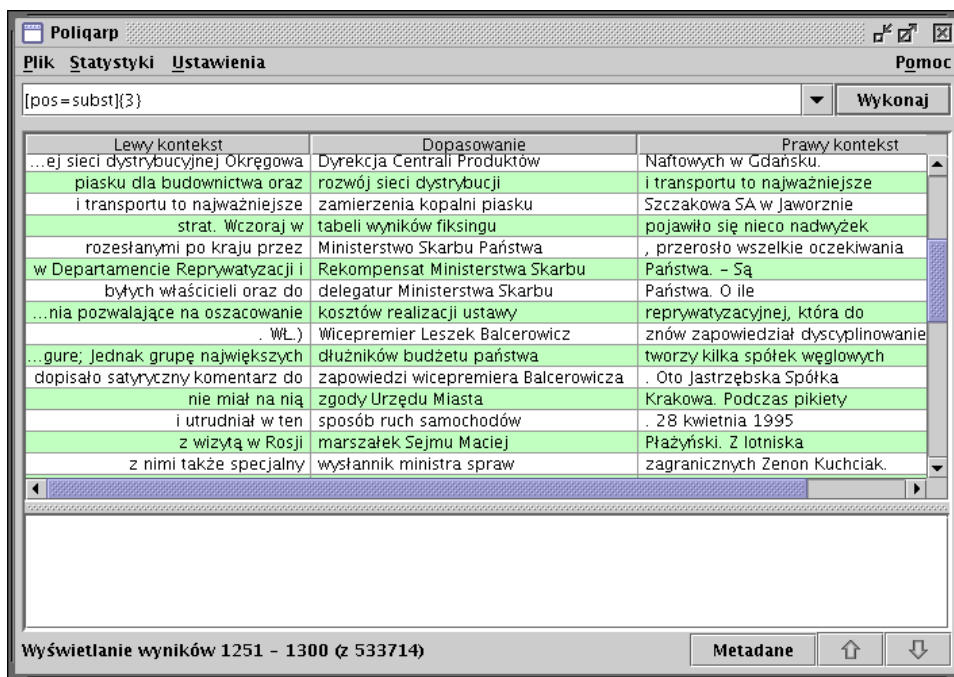 Poliqarp
Plik Statystyki Ustawienia Pomoc
[pos=subst]{3} Wykonaj
Lewy kontekst Dopasowanie Prawy kontekst
...ej sieci dystrybucyjnej Okręgowa Dyrekcja Centrali Produktów Naftowych w Gdańsku.
piasku dla budownictwa oraz rozwój sieci dystrybucji i transportu to najważniejsze
i transportu to najważniejsze zamierzenia kopalni piasku Szczakowa SA w Jaworznie
strat. Wczoraj w tabeli wyników fiksingu pojawiło się nieco nadwyżek
rozesłanymi po kraju przez Ministerstwo Skarbu Państwa , przerosło wszelkie oczekiwania
w Departamencie Reprywatyzacji i Rekompensat Ministerstwa Skarbu Państwa. – Są
byłych właścicieli oraz do delegatur Ministerstwa Skarbu Państwa. O ile
...nia pozwalające na oszacowanie kosztów realizacji ustawy reprywatyzacyjnej, która do
. WŁ.) Wicepremier Leszek Balcerowicz znów zapowiedział dyscyplinowanie
...gure; Jednak grupę największych dłużników budżetu państwa tworzy kilka spółek węglowych
dopisało satyryczny komentarz do zapowiedzi wicepremiera Balcerowicza . Oto Jastrzębska Spółka
nie miał na nią zgody Urzędu Miasta Krakowa. Podczas pikiety
i utrudniał w ten sposób ruch samochodów . 28 kwietnia 1995
z wizytą w Rosji marszałek Sejmu Maciej Płażyński. Z lotniska
z nimi także specjalny wysłannik ministra spraw zagranicznych Zenon Kuchciak.
Wyświetlanie wyników 1251 – 1300 (z 533714) Metadane